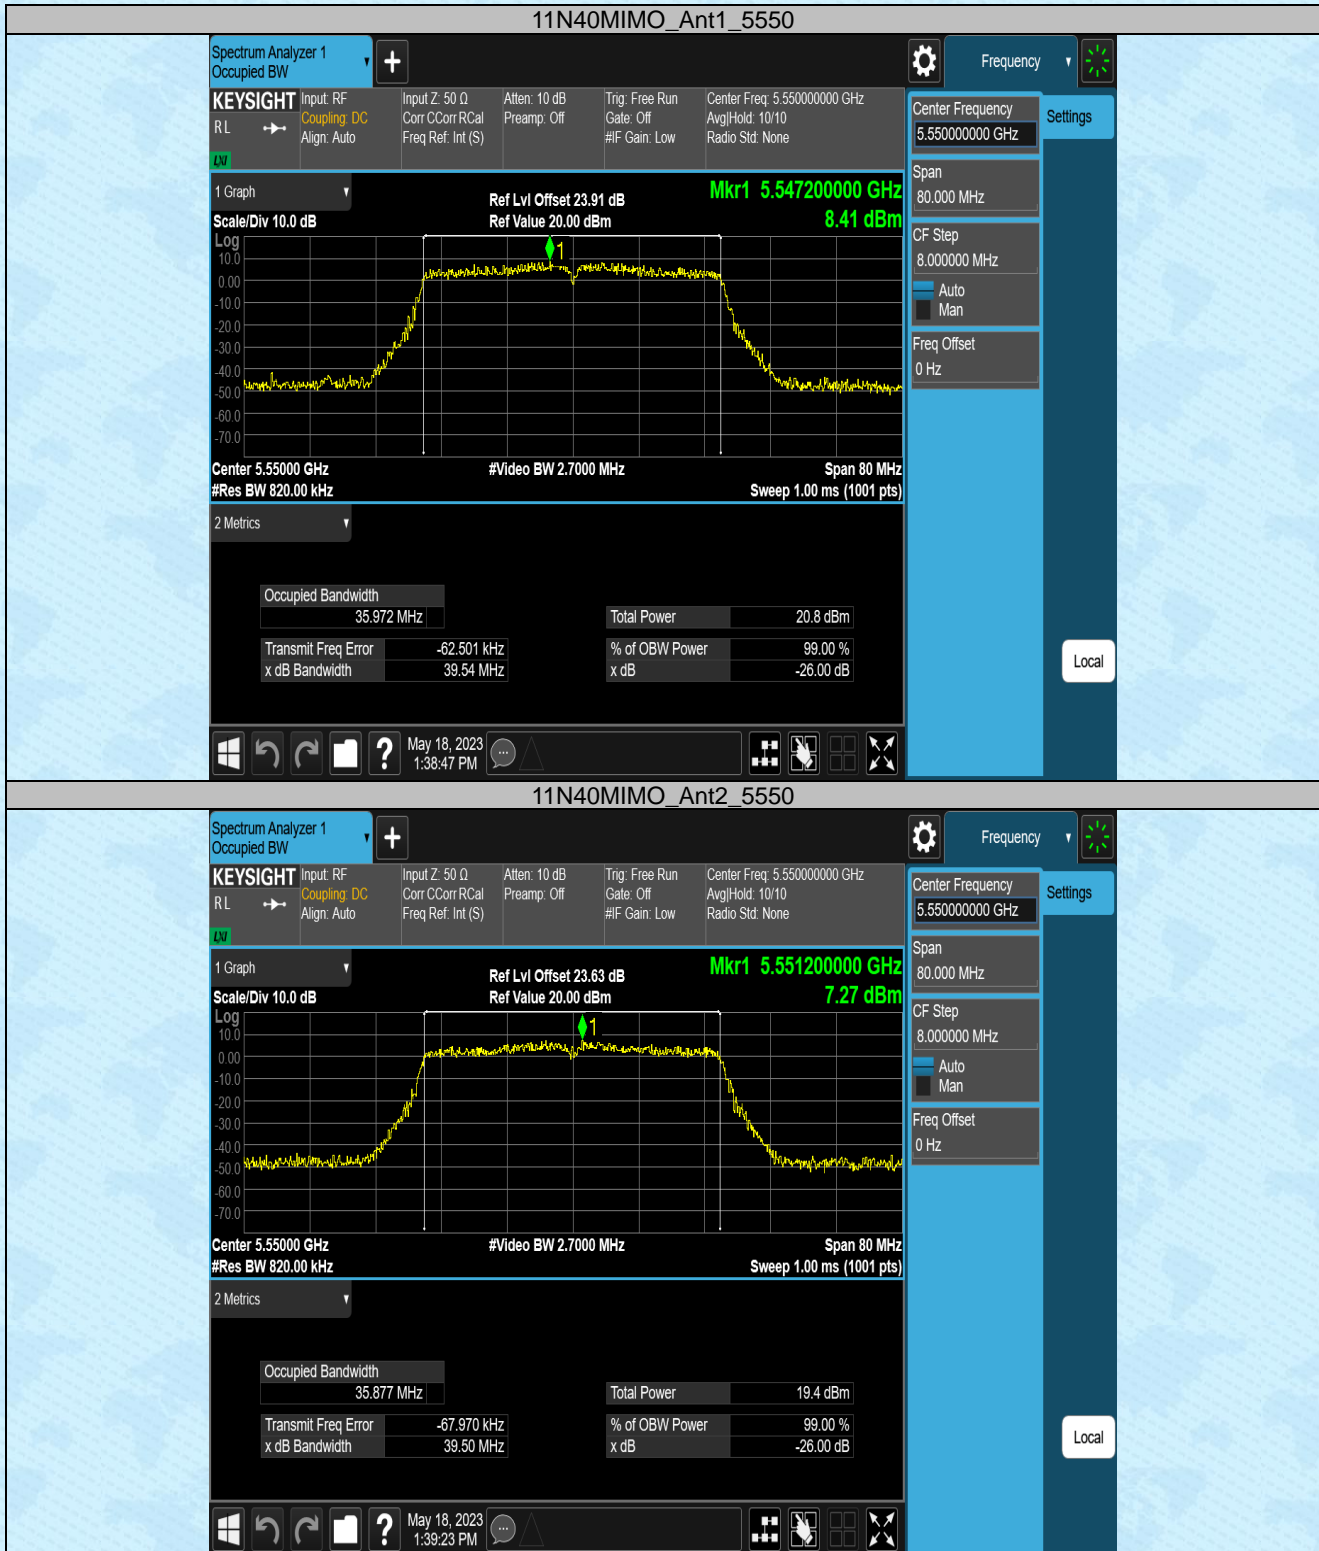 11N40MIMO_Ant1_5550
Spectrum Analyzer 1
Occupied BW
+
Frequency
KEYSIGHT
R L
LXI
Input: RF
Coupling: DC
Align: Auto
Input Z: 50 Ω
Corr CCorr RCal
Freq Ref: Int (S)
Atten: 10 dB
Preamp: Off
Trig: Free Run
Gate: Off
#IF Gain: Low
Center Freq: 5.550000000 GHz
Avg|Hold: 10/10
Radio Std: None
Center Frequency
5.550000000 GHz
Settings
Span
80.000 MHz
CF Step
8.000000 MHz
Auto
Man
Freq Offset
0 Hz
Local
1 Graph
Scale/Div 10.0 dB
Ref Lvl Offset 23.91 dB
Ref Value 20.00 dBm
Mkr1 5.547200000 GHz
8.41 dBm
Log
10.0
0.00
-10.0
-20.0
-30.0
-40.0
-50.0
-60.0
-70.0
1
Center 5.55000 GHz
#Res BW 820.00 kHz
#Video BW 2.7000 MHz
Span 80 MHz
Sweep 1.00 ms (1001 pts)
2 Metrics
Occupied Bandwidth
35.972 MHz
Total Power 20.8 dBm
Transmit Freq Error -62.501 kHz
% of OBW Power 99.00 %
x dB Bandwidth 39.54 MHz
x dB -26.00 dB
?
May 18, 2023
1:38:47 PM
11N40MIMO_Ant2_5550
Spectrum Analyzer 1
Occupied BW
+
Frequency
KEYSIGHT
R L
LXI
Input: RF
Coupling: DC
Align: Auto
Input Z: 50 Ω
Corr CCorr RCal
Freq Ref: Int (S)
Atten: 10 dB
Preamp: Off
Trig: Free Run
Gate: Off
#IF Gain: Low
Center Freq: 5.550000000 GHz
Avg|Hold: 10/10
Radio Std: None
Center Frequency
5.550000000 GHz
Settings
Span
80.000 MHz
CF Step
8.000000 MHz
Auto
Man
Freq Offset
0 Hz
Local
1 Graph
Scale/Div 10.0 dB
Ref Lvl Offset 23.63 dB
Ref Value 20.00 dBm
Mkr1 5.551200000 GHz
7.27 dBm
Log
10.0
0.00
-10.0
-20.0
-30.0
-40.0
-50.0
-60.0
-70.0
1
Center 5.55000 GHz
#Res BW 820.00 kHz
#Video BW 2.7000 MHz
Span 80 MHz
Sweep 1.00 ms (1001 pts)
2 Metrics
Occupied Bandwidth
35.877 MHz
Total Power 19.4 dBm
Transmit Freq Error -67.970 kHz
% of OBW Power 99.00 %
x dB Bandwidth 39.50 MHz
x dB -26.00 dB
?
May 18, 2023
1:39:23 PM